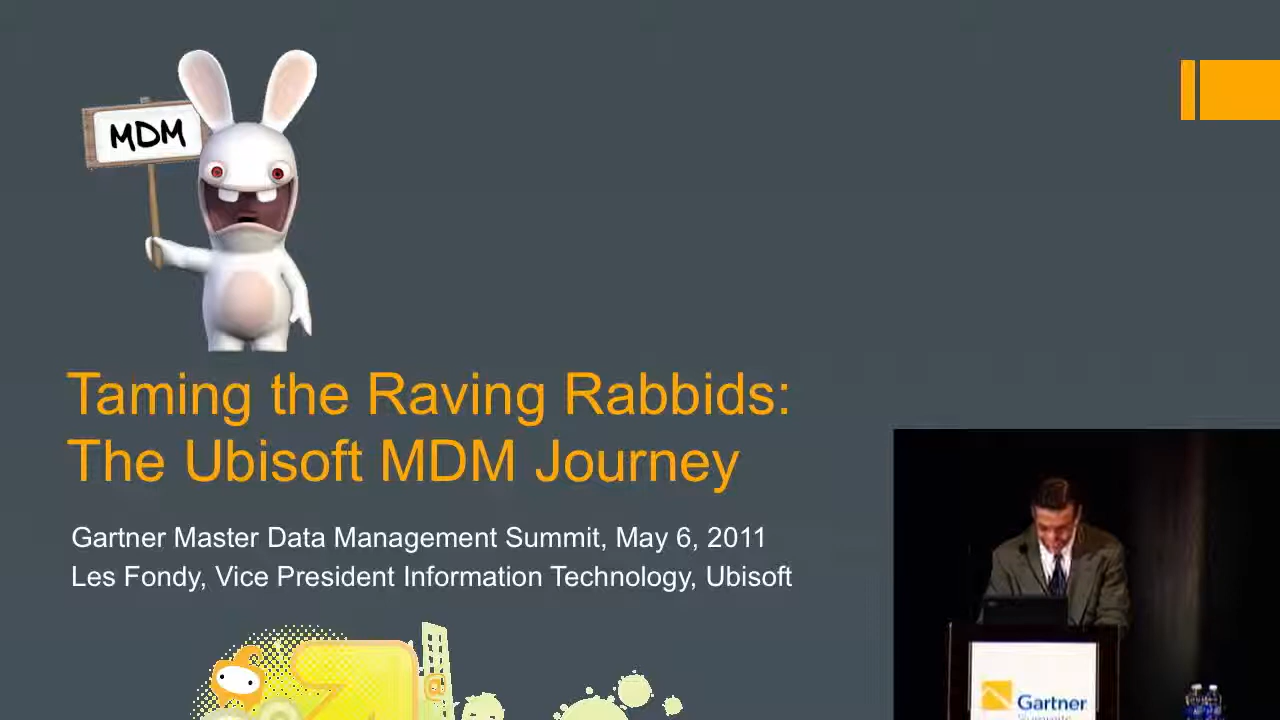 MDM
Taming the Raving Rabbids:
The Ubisoft MDM Journey
Gartner Master Data Management Summit, May 6, 2011
Les Fondy, Vice President Information Technology, Ubisoft
Gartner
Summits